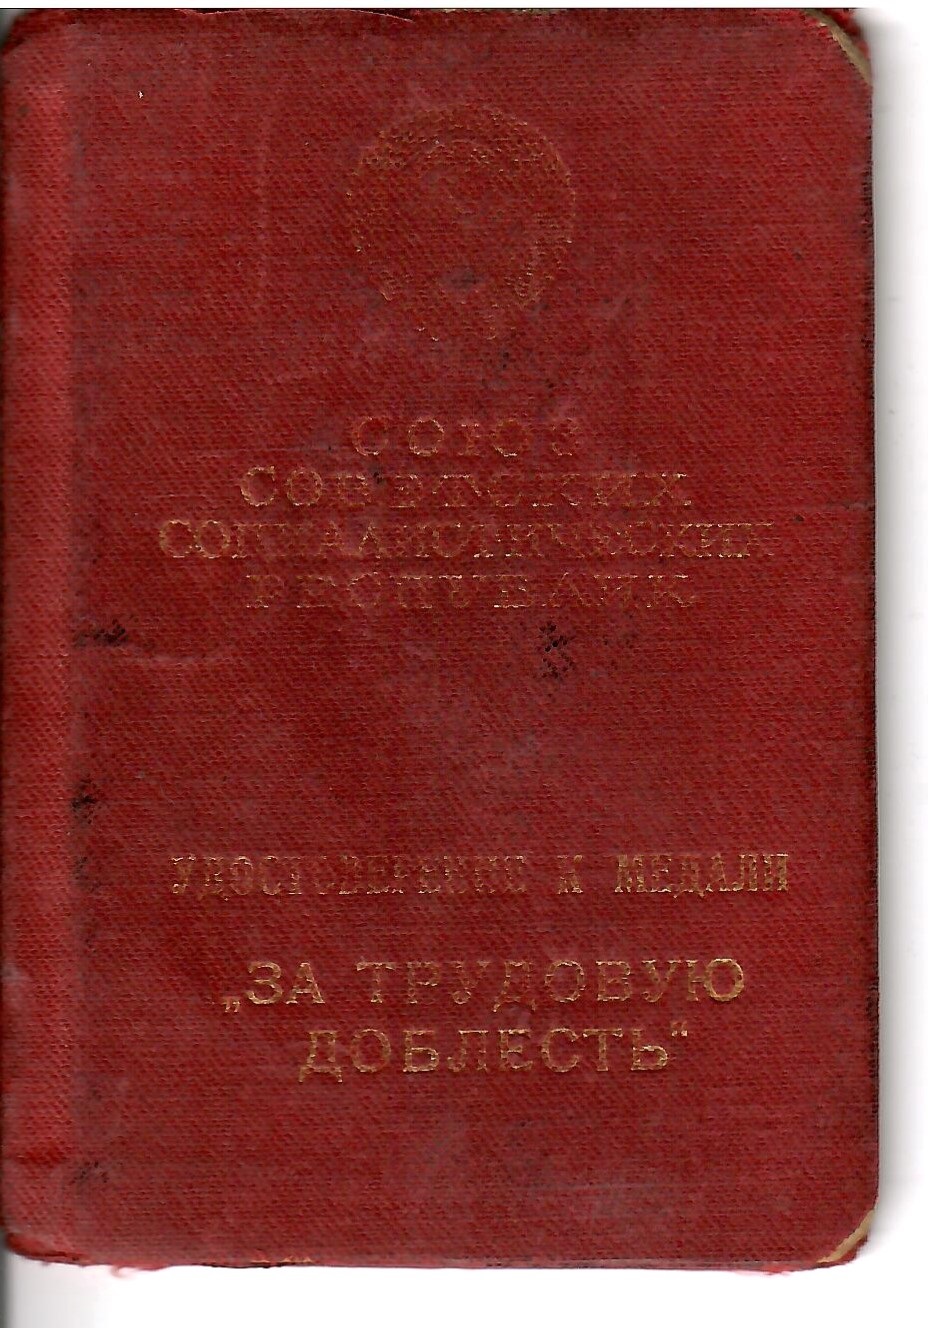 СОЮЗ
СОВЕТСКИХ
СОЦИАЛИСТИЧЕСКИХ
РЕСПУБЛИК
УДОСТОВЕРЕНИЕ К МЕДАЛИ
„ЗА ТРУДОВУЮ
ДОБЛЕСТЬ“